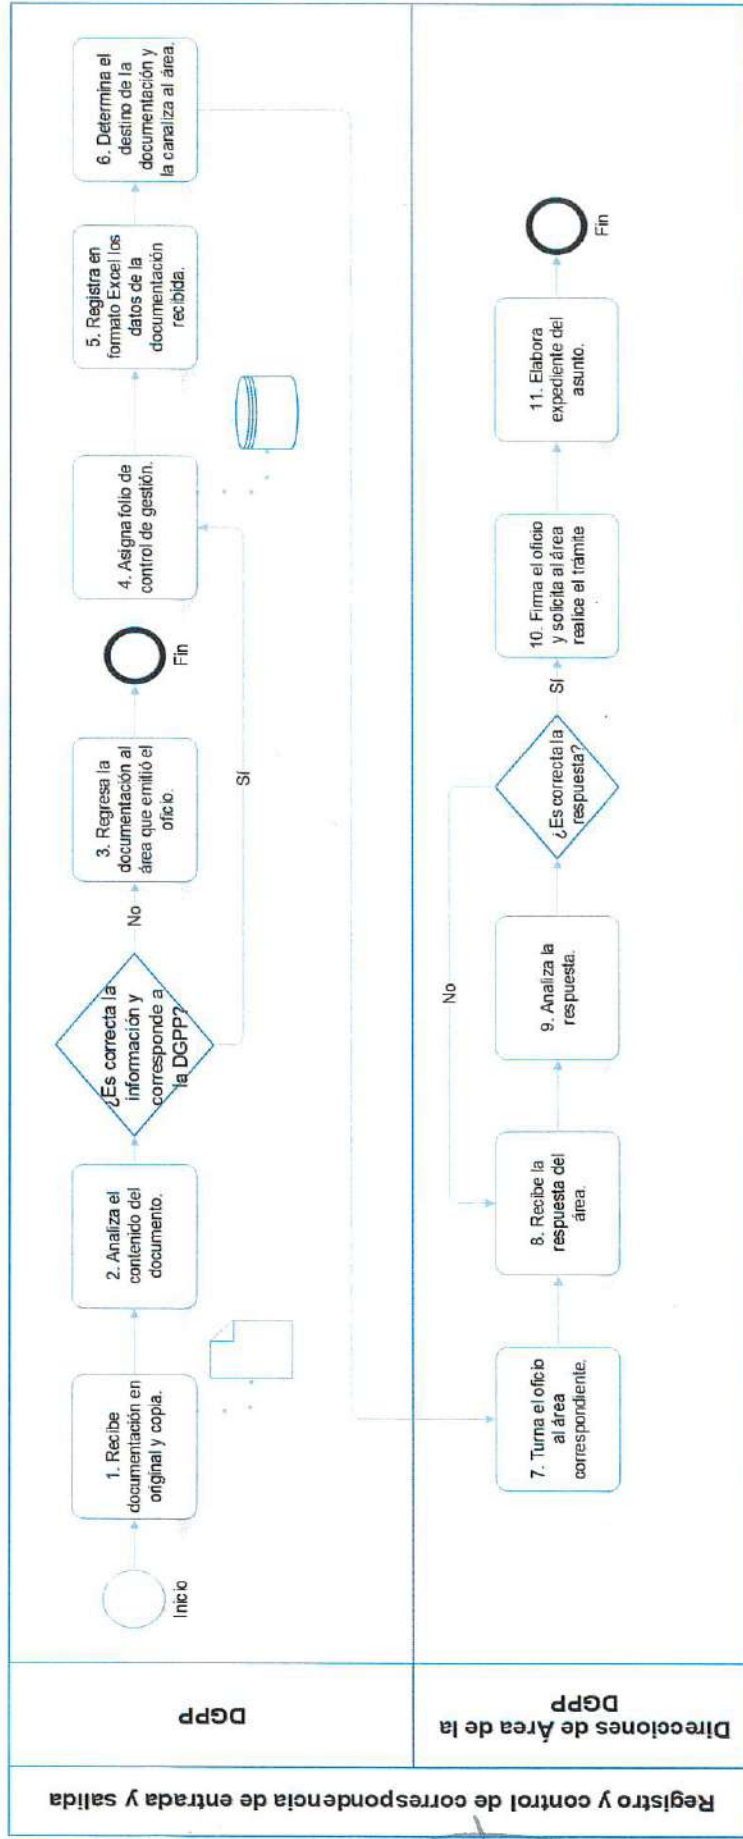 Registro y control de correspondencia de entrada y salida
DGPP
Inicio
1. Recibe
documentación en
original y copia.
2. Analiza el
contenido del
documento.
¿Es correcta la
información y
corresponde a
la DGPP?
No
3. Regresa la
documentación al
área que emitió el
oficio.
Fin
Sí
4. Asigna folio de
control de gestión.
5. Registra en
formato Excel los
datos de la
documentación
recibida.
6. Determina el
destino de la
documentación y
la canaliza al área.
Direcciones de Área de la
DGPP
7. Turna el oficio
al área
correspondiente.
8. Recibe la
respuesta del
área.
9. Analiza la
respuesta.
¿Es correcta la
respuesta?
No
Sí
10. Firma el oficio
y solicita al área
realice el trámite
11. Elabora
expediente del
asunto.
Fin